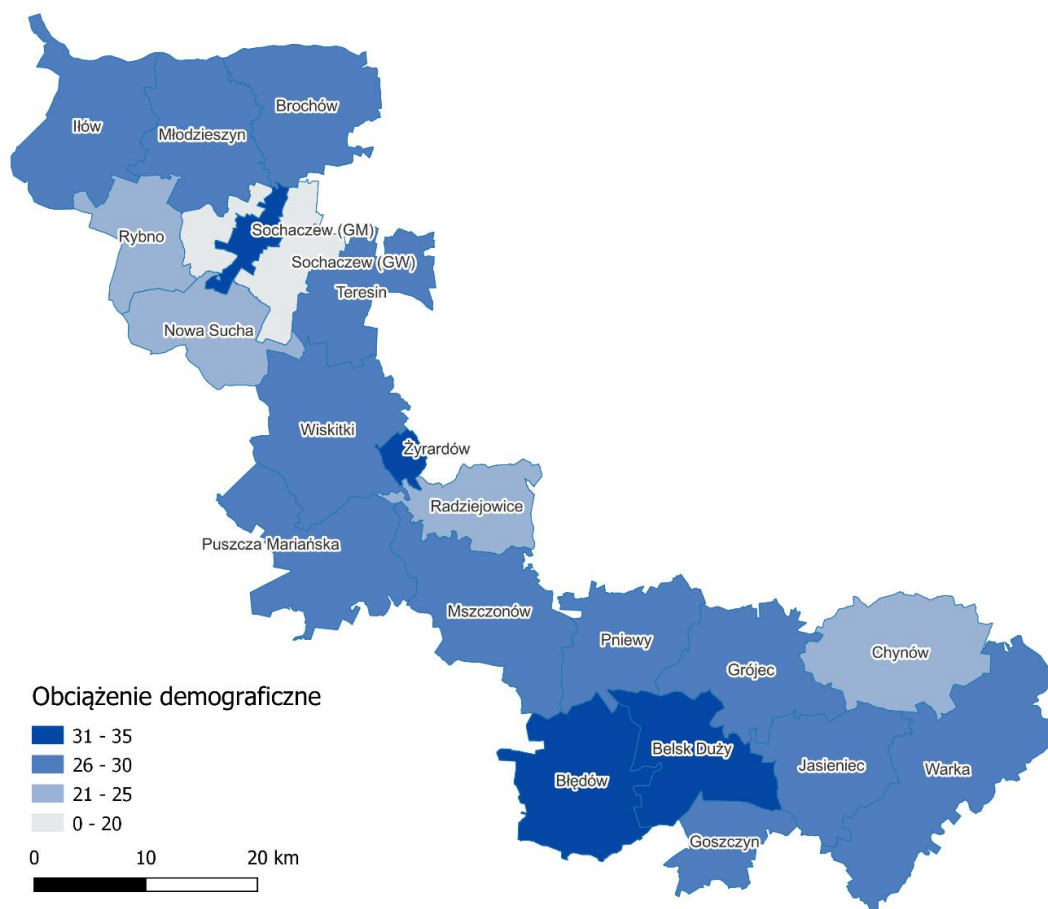 Brochów
Iłów
Młodzieszyn
Sochaczew (GM)
Rybno
Sochaczew (GW)
Teresin
Nowa Sucha
Wiskitki
Żyrardów
Radziejowice
Puszcza Mariańska
Mszczonów
Pniewy
Chynów
Grójec
Belsk Duży
Jasieniec
Warka
Błędów
Goszczyn
Obciążenie demograficzne
31 - 35
26 - 30
21 - 25
0 - 20
0 10 20 km